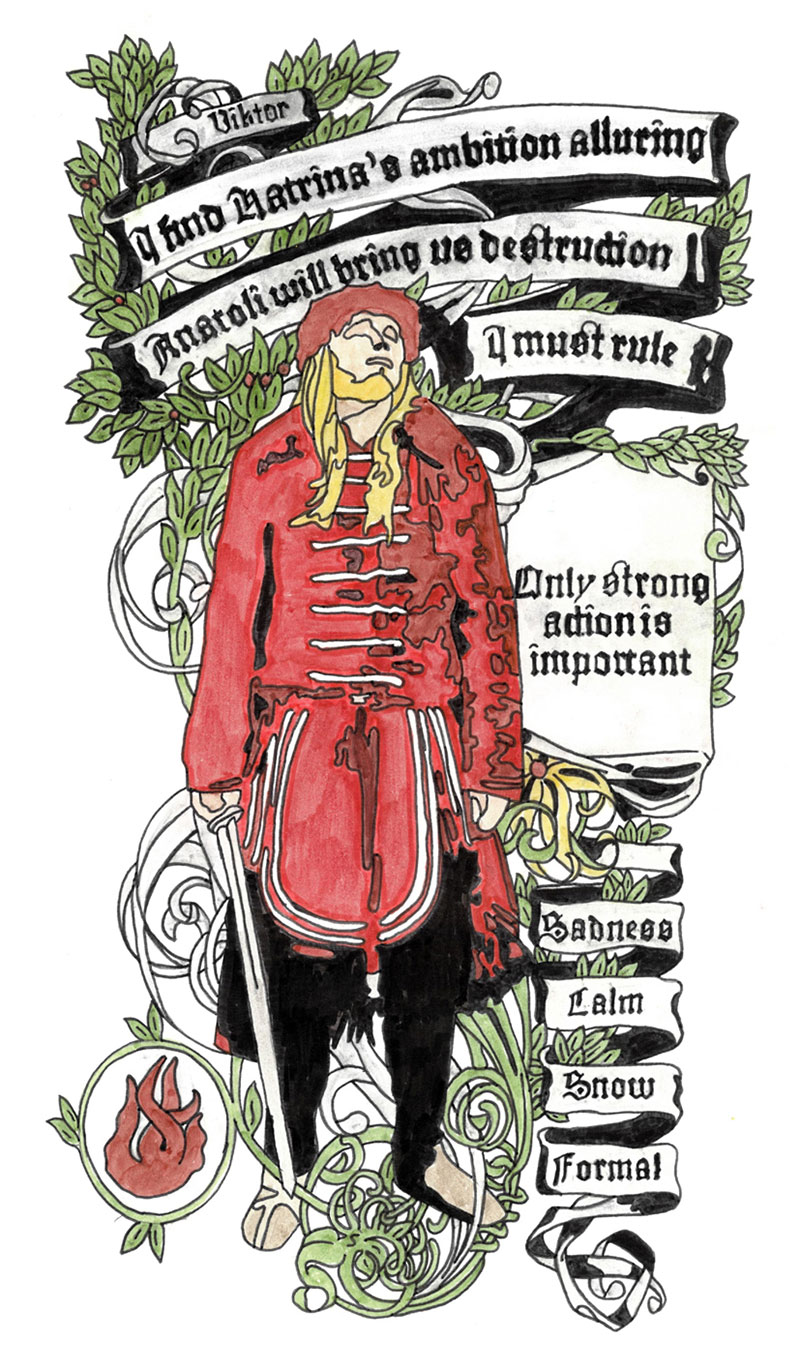 Viktor
I find Katrina's ambition alluring
Anatoli will bring us destruction
I must rule
Only strong
action is
important
Sadness
Calm
Snow
Formal